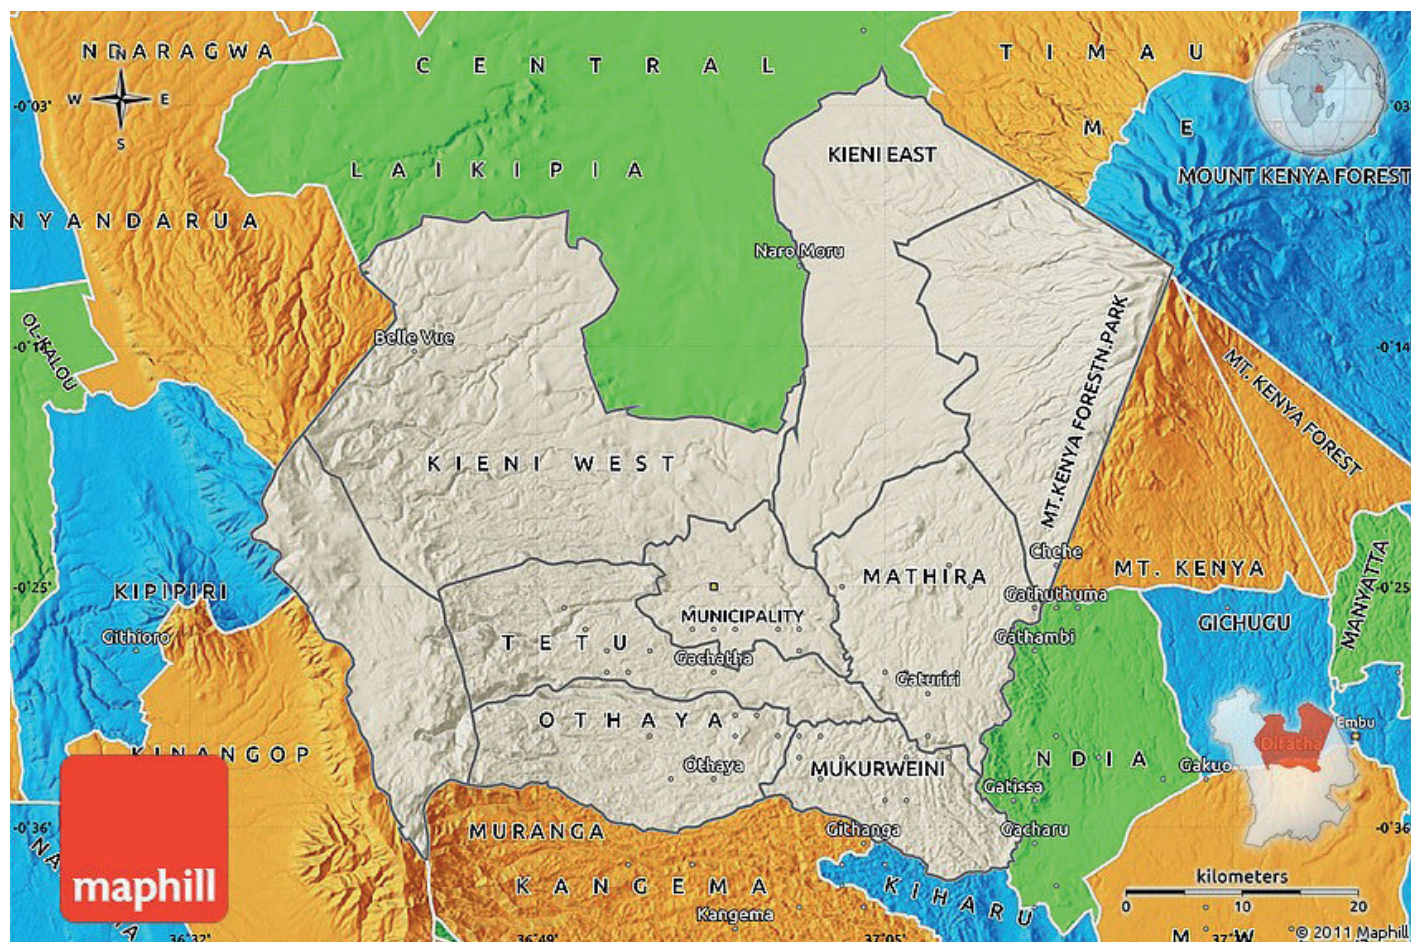 NDARAGWA
N
W E
S
CENTRAL
TIMAU
-0°03'
03'
ME
KIENI EAST
LAIKIPIA
MOUNT KENYA FOREST
NYANDARUA
Naro Moru
OL-KALOU
Belle Vue
-0°14
MT. KENYA FOREST
MT.KENYA FORESTN.PARK
KIENI WEST
Chehe
MATHIRA
MT. KENYA
MANYATTA
-0°25'
-0°25
KIPIPIRI
Gathuthuma
MUNICIPALITY
GICHUGU
Githioro
TETU
Gathambi
Gachatha
Gaturiri
OTHAYA
Embu
Difatha
KINANGOP
NDIA
Othaya
MUKURWEINI
Gakuo
Gatissa
-0°36'
-0°36
MURANGA
Githanga
Gacharu
maphill
KANGEMA
KIHARU
kilometers
0 10 20
Kangema
36°32'
36°49'
37°05'
M W
© 2011 Maphill